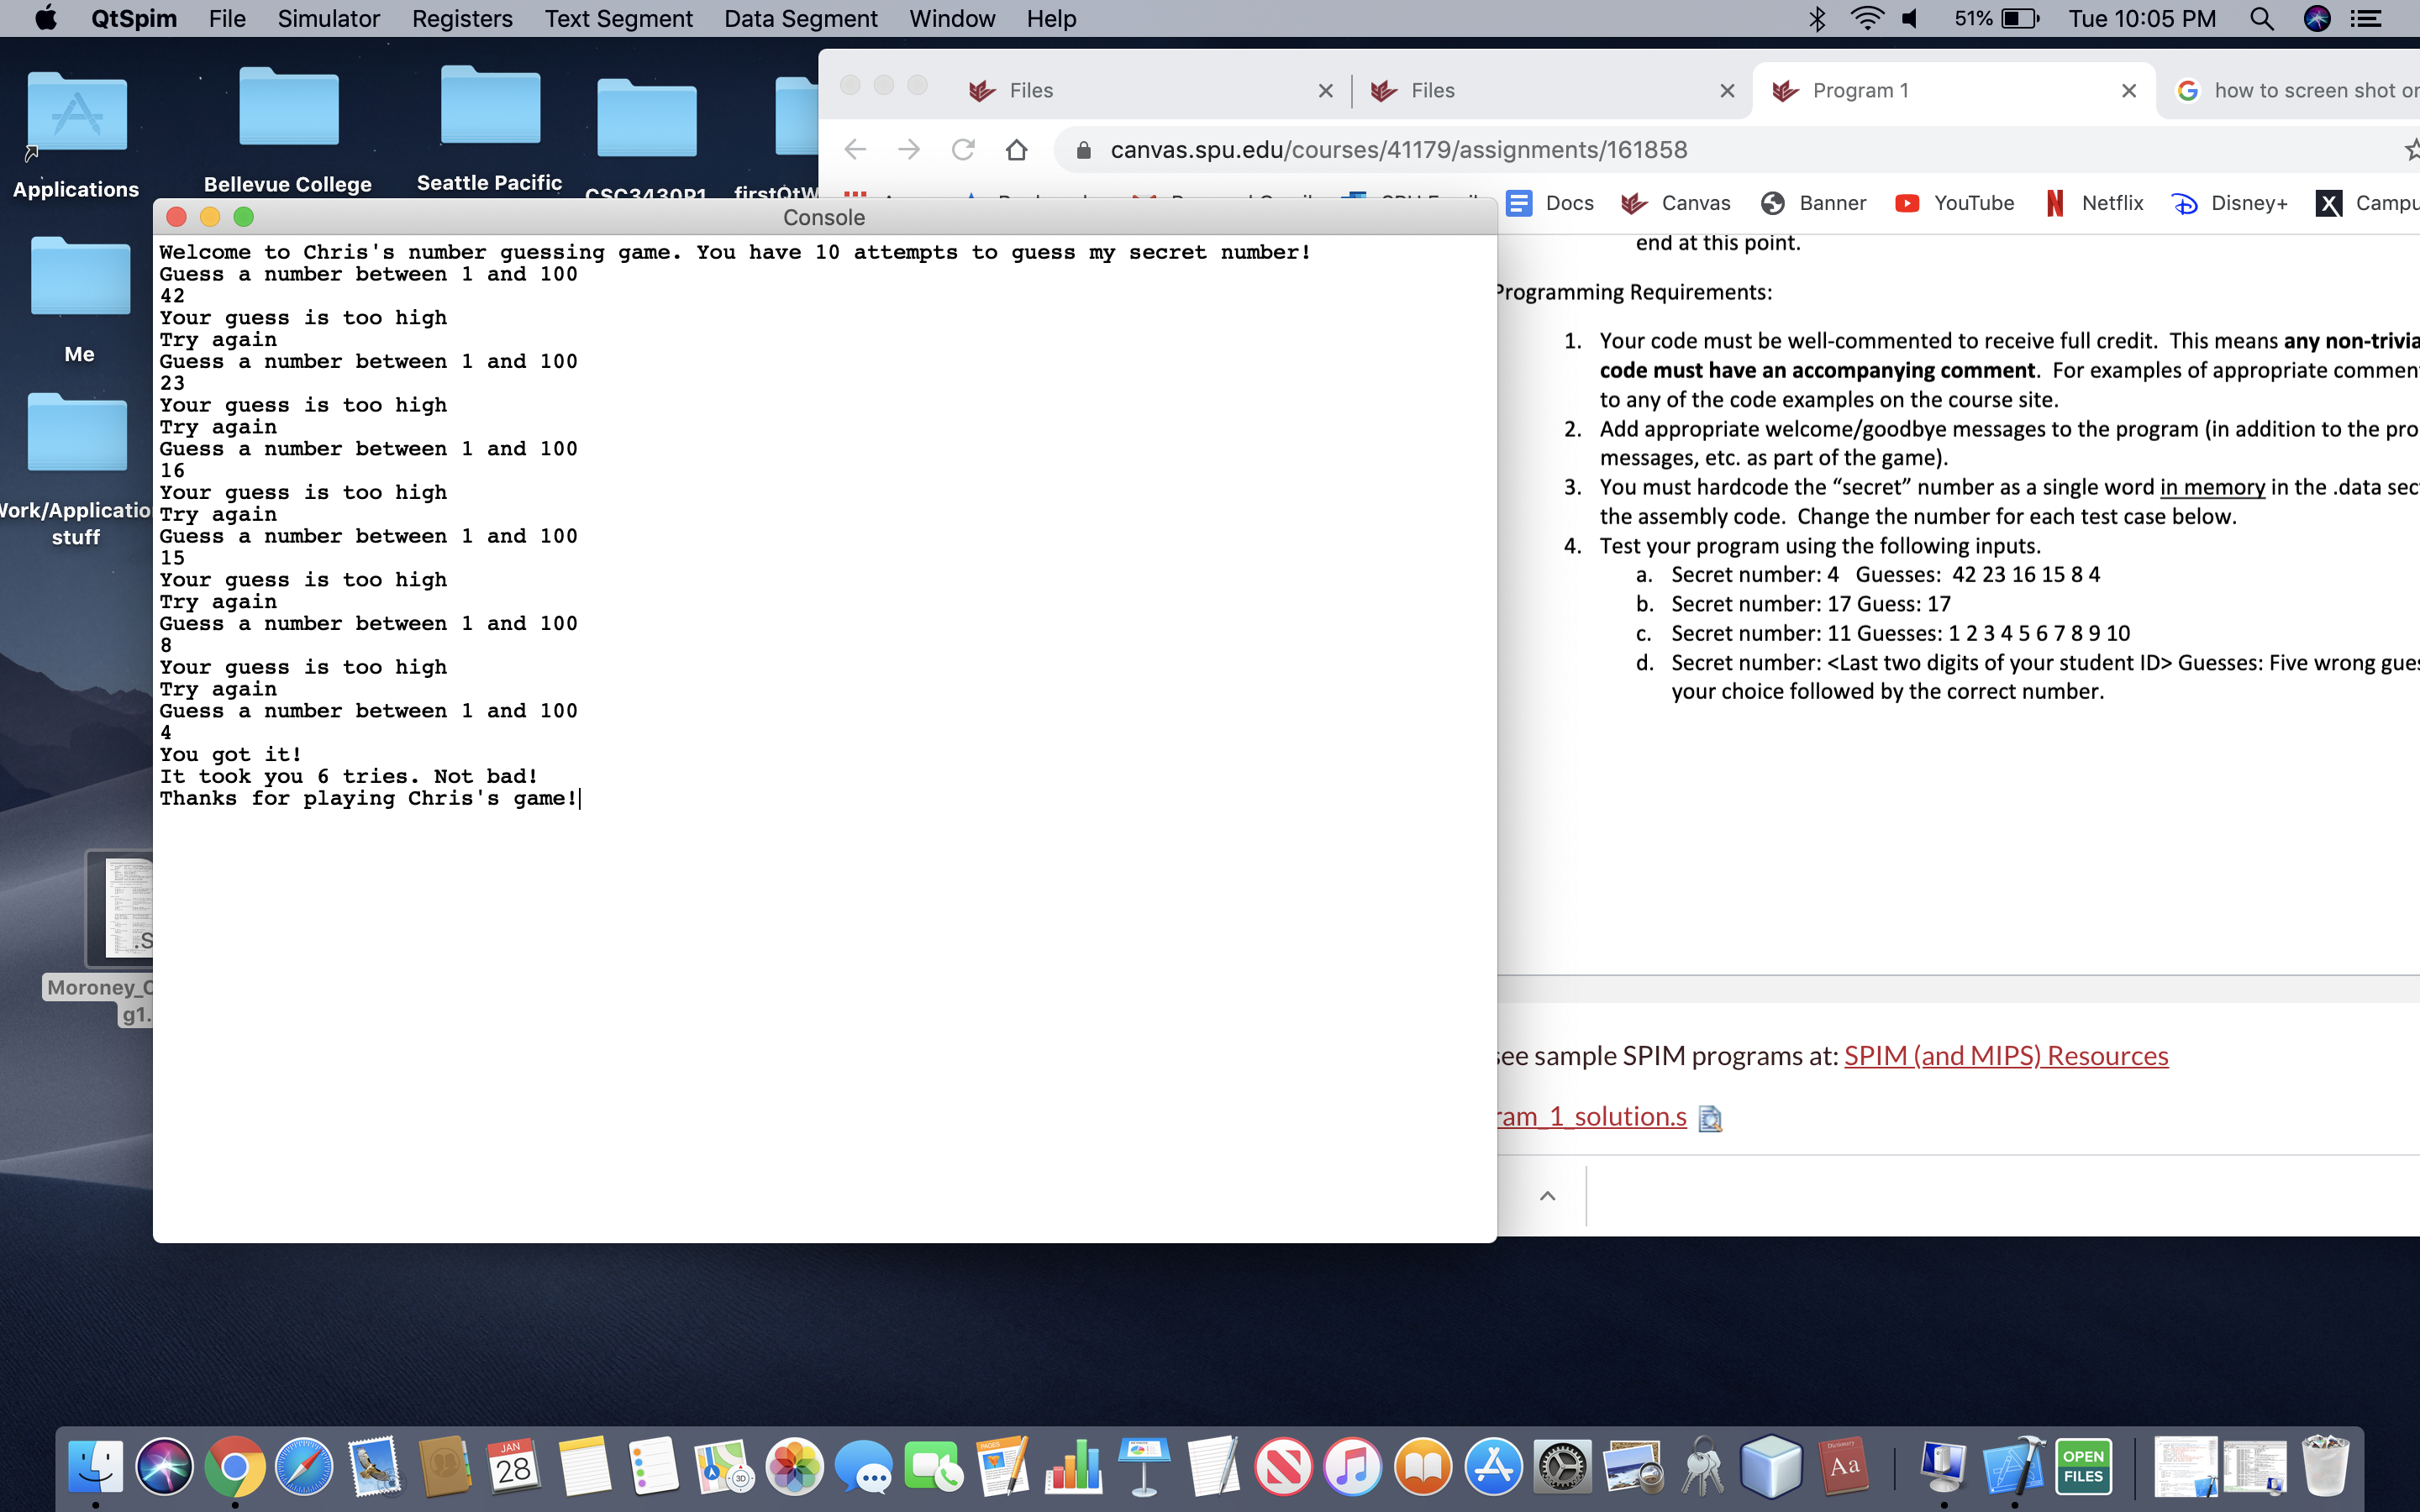 QtSpim File Simulator Registers Text Segment Data Segment Window Help 51% Tue 10:05 PM
Files Files Program 1 how to screen shot or
canvas.spu.edu/courses/41179/assignments/161858
Applications Bellevue College Seattle Pacific CSC3430P1 firstQtW
Docs Canvas Banner YouTube Netflix Disney+ Campu
Console
Welcome to Chris's number guessing game. You have 10 attempts to guess my secret number!
Guess a number between 1 and 100
42
Your guess is too high
Try again
Guess a number between 1 and 100
23
Your guess is too high
Try again
Guess a number between 1 and 100
16
Your guess is too high
Try again
Guess a number between 1 and 100
15
Your guess is too high
Try again
Guess a number between 1 and 100
8
Your guess is too high
Try again
Guess a number between 1 and 100
4
You got it!
It took you 6 tries. Not bad!
Thanks for playing Chris's game!
Me
Work/Applicatio
stuff
.S
Moroney_C
g1.
end at this point.
Programming Requirements:
1. Your code must be well-commented to receive full credit. This means any non-trivia
code must have an accompanying comment. For examples of appropriate comment
to any of the code examples on the course site.
2. Add appropriate welcome/goodbye messages to the program (in addition to the pro
messages, etc. as part of the game).
3. You must hardcode the “secret” number as a single word in memory in the .data sect
the assembly code. Change the number for each test case below.
4. Test your program using the following inputs.
a. Secret number: 4 Guesses: 42 23 16 15 8 4
b. Secret number: 17 Guess: 17
c. Secret number: 11 Guesses: 1 2 3 4 5 6 7 8 9 10
d. Secret number: <Last two digits of your student ID> Guesses: Five wrong gues
your choice followed by the correct number.
see sample SPIM programs at: SPIM (and MIPS) Resources
ram_1_solution.s
JAN
28
3D
PAGES
Dictionary
Aa
OPEN
FILES